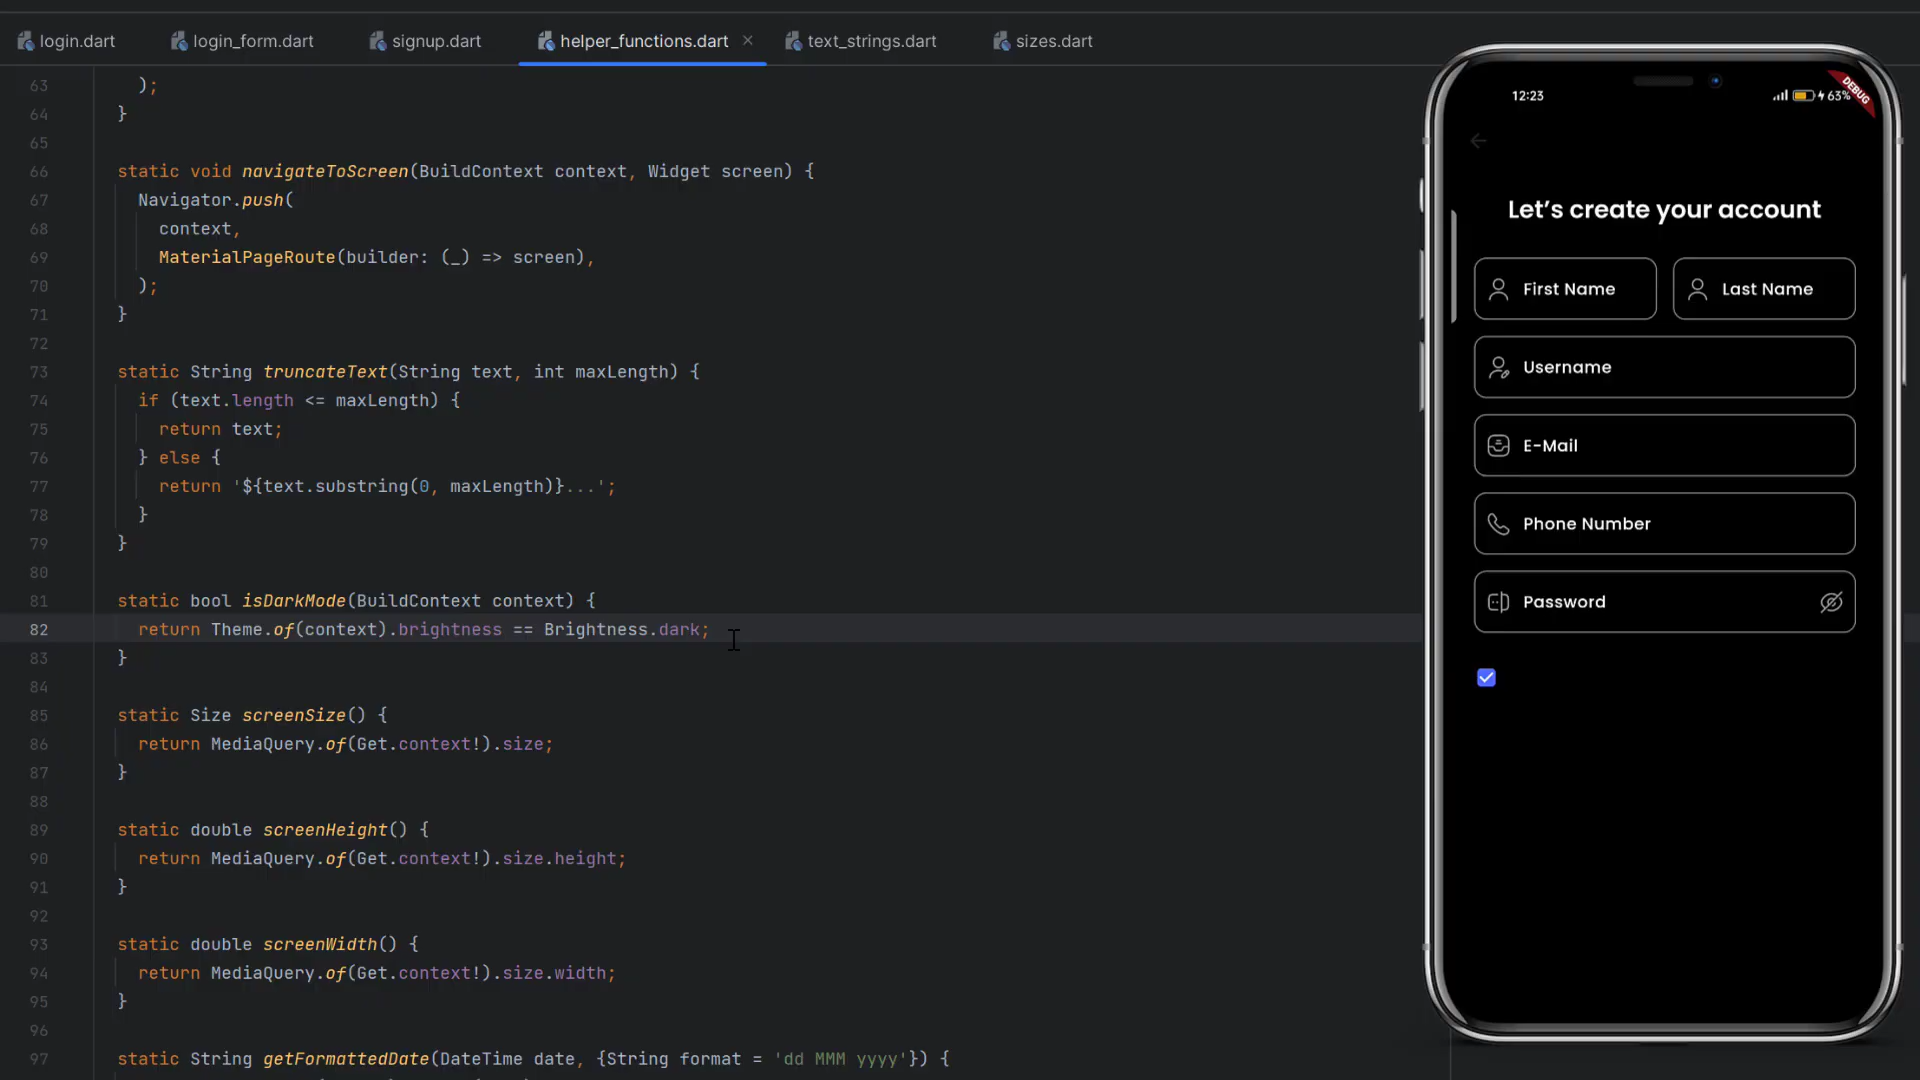 login.dart
login_form.dart
signup.dart
helper_functions.dart
text_strings.dart
sizes.dart
63 );
64 }
65
66 static void navigateToScreen(BuildContext context, Widget screen) {
67 Navigator.push(
68 context,
69 MaterialPageRoute(builder: (_) => screen),
70 );
71 }
72
73 static String truncateText(String text, int maxLength) {
74 if (text.length <= maxLength) {
75 return text;
76 } else {
77 return '${text.substring(0, maxLength)}...';
78 }
79 }
80
81 static bool isDarkMode(BuildContext context) {
82 return Theme.of(context).brightness == Brightness.dark;
83 }
84
85 static Size screenSize() {
86 return MediaQuery.of(Get.context!).size;
87 }
88
89 static double screenHeight() {
90 return MediaQuery.of(Get.context!).size.height;
91 }
92
93 static double screenWidth() {
94 return MediaQuery.of(Get.context!).size.width;
95 }
96
97 static String getFormattedDate(DateTime date, {String format = 'dd MMM yyyy'}) {
12:23
63%
DEBUG
Let’s create your account
First Name
Last Name
Username
E-Mail
Phone Number
Password